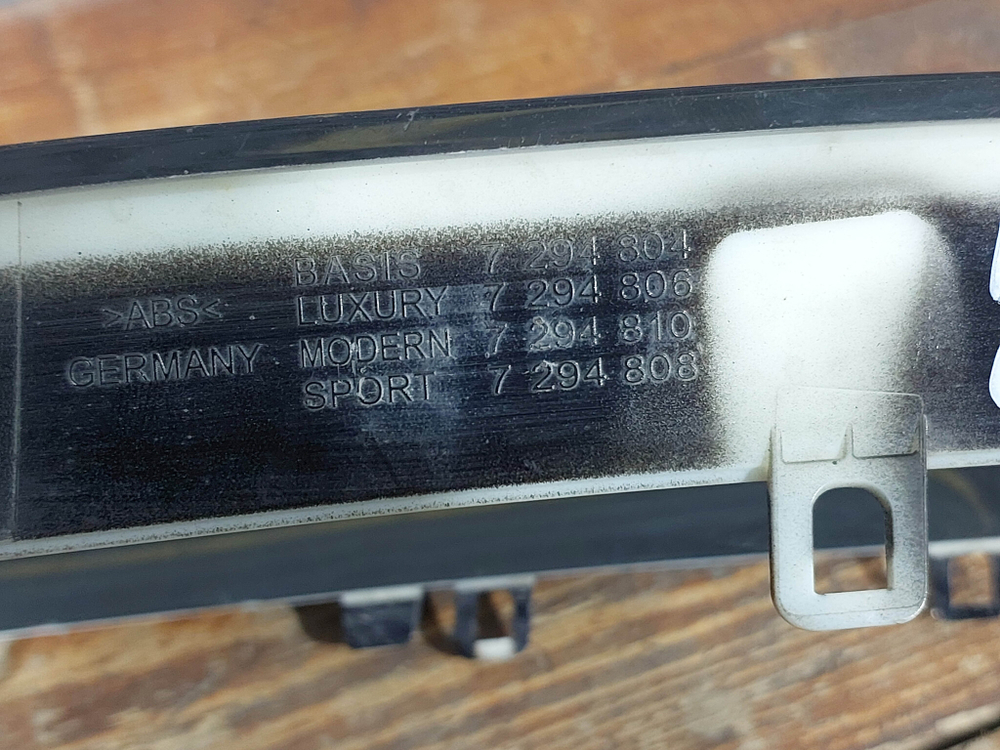 >ABS<
GERMANY
BASIS 7 294 804
LUXURY 7 294 806
MODERN 7 294 810
SPORT 7 294 808